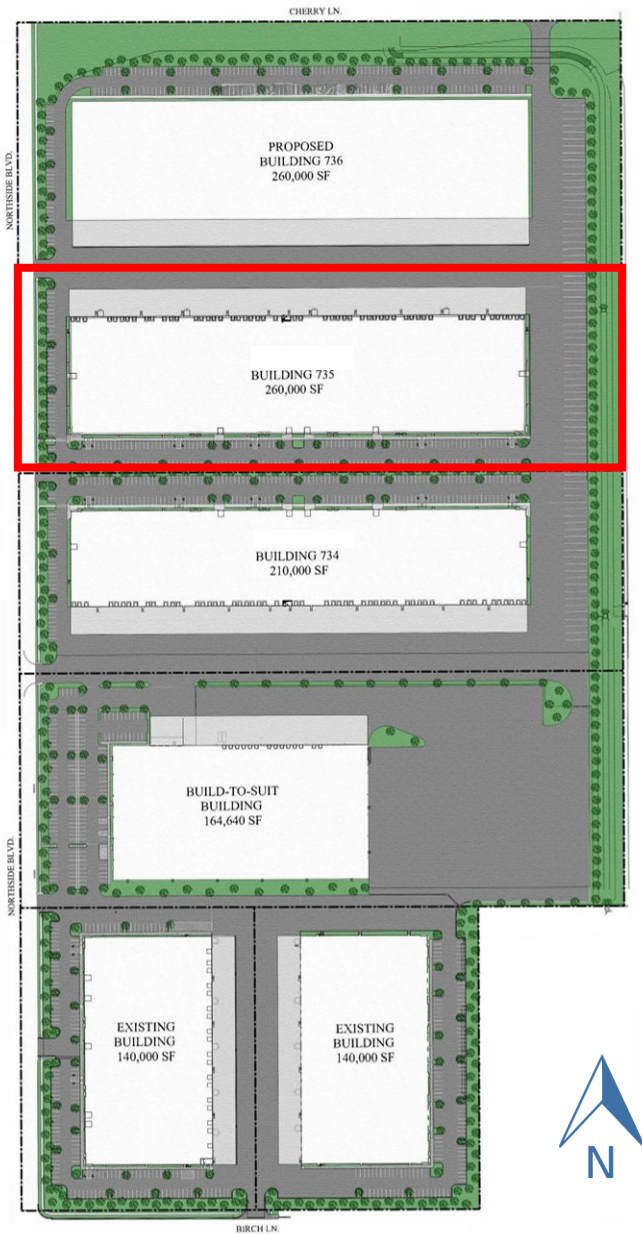 CHERRY LN.
NORTHSIDE BLVD.
PROPOSED
BUILDING 736
260,000 SF
BUILDING 735
260,000 SF
BUILDING 734
210,000 SF
BUILD-TO-SUIT
BUILDING
164,640 SF
NORTHSIDE BLVD.
EXISTING
BUILDING
140,000 SF
EXISTING
BUILDING
140,000 SF
N
BIRCH LN.